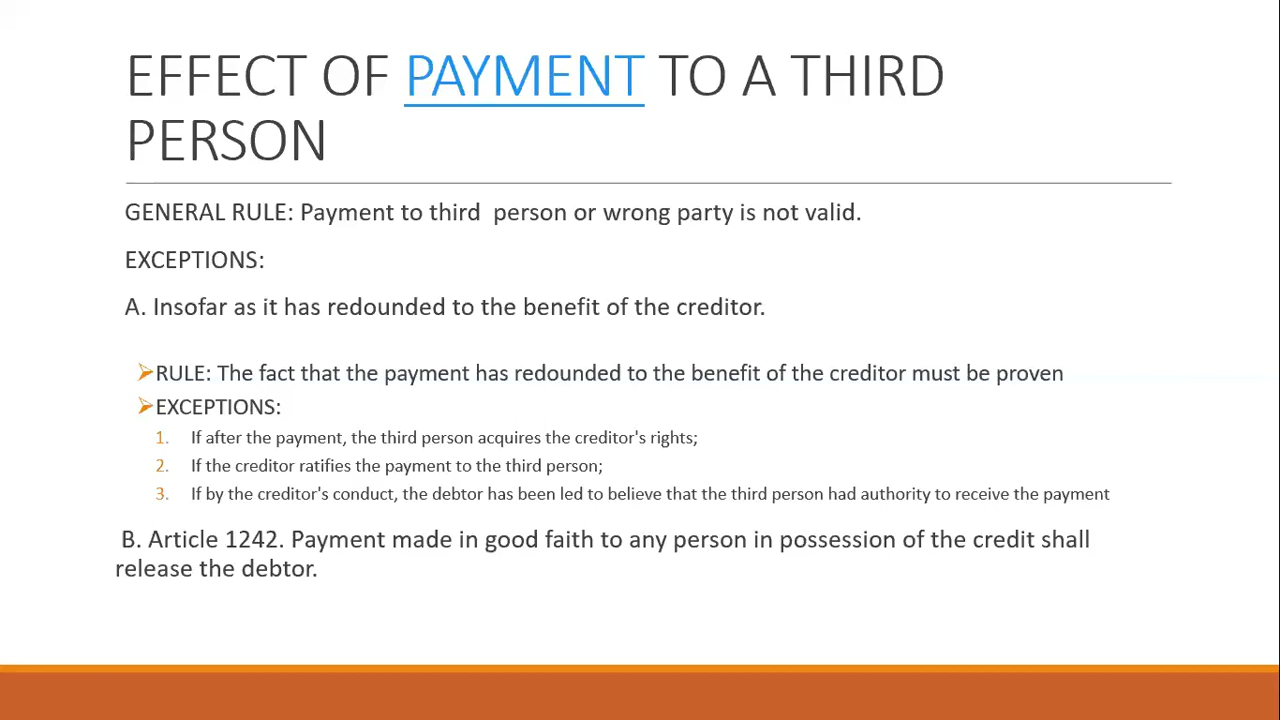 EFFECT OF PAYMENT TO A THIRD
PERSON
GENERAL RULE: Payment to third  person or wrong party is not valid.
EXCEPTIONS:
A. Insofar as it has redounded to the benefit of the creditor.
➤RULE: The fact that the payment has redounded to the benefit of the creditor must be proven
➤EXCEPTIONS:
1. If after the payment, the third person acquires the creditor's rights;
2. If the creditor ratifies the payment to the third person;
3. If by the creditor's conduct, the debtor has been led to believe that the third person had authority to receive the payment
B. Article 1242. Payment made in good faith to any person in possession of the credit shall
release the debtor.